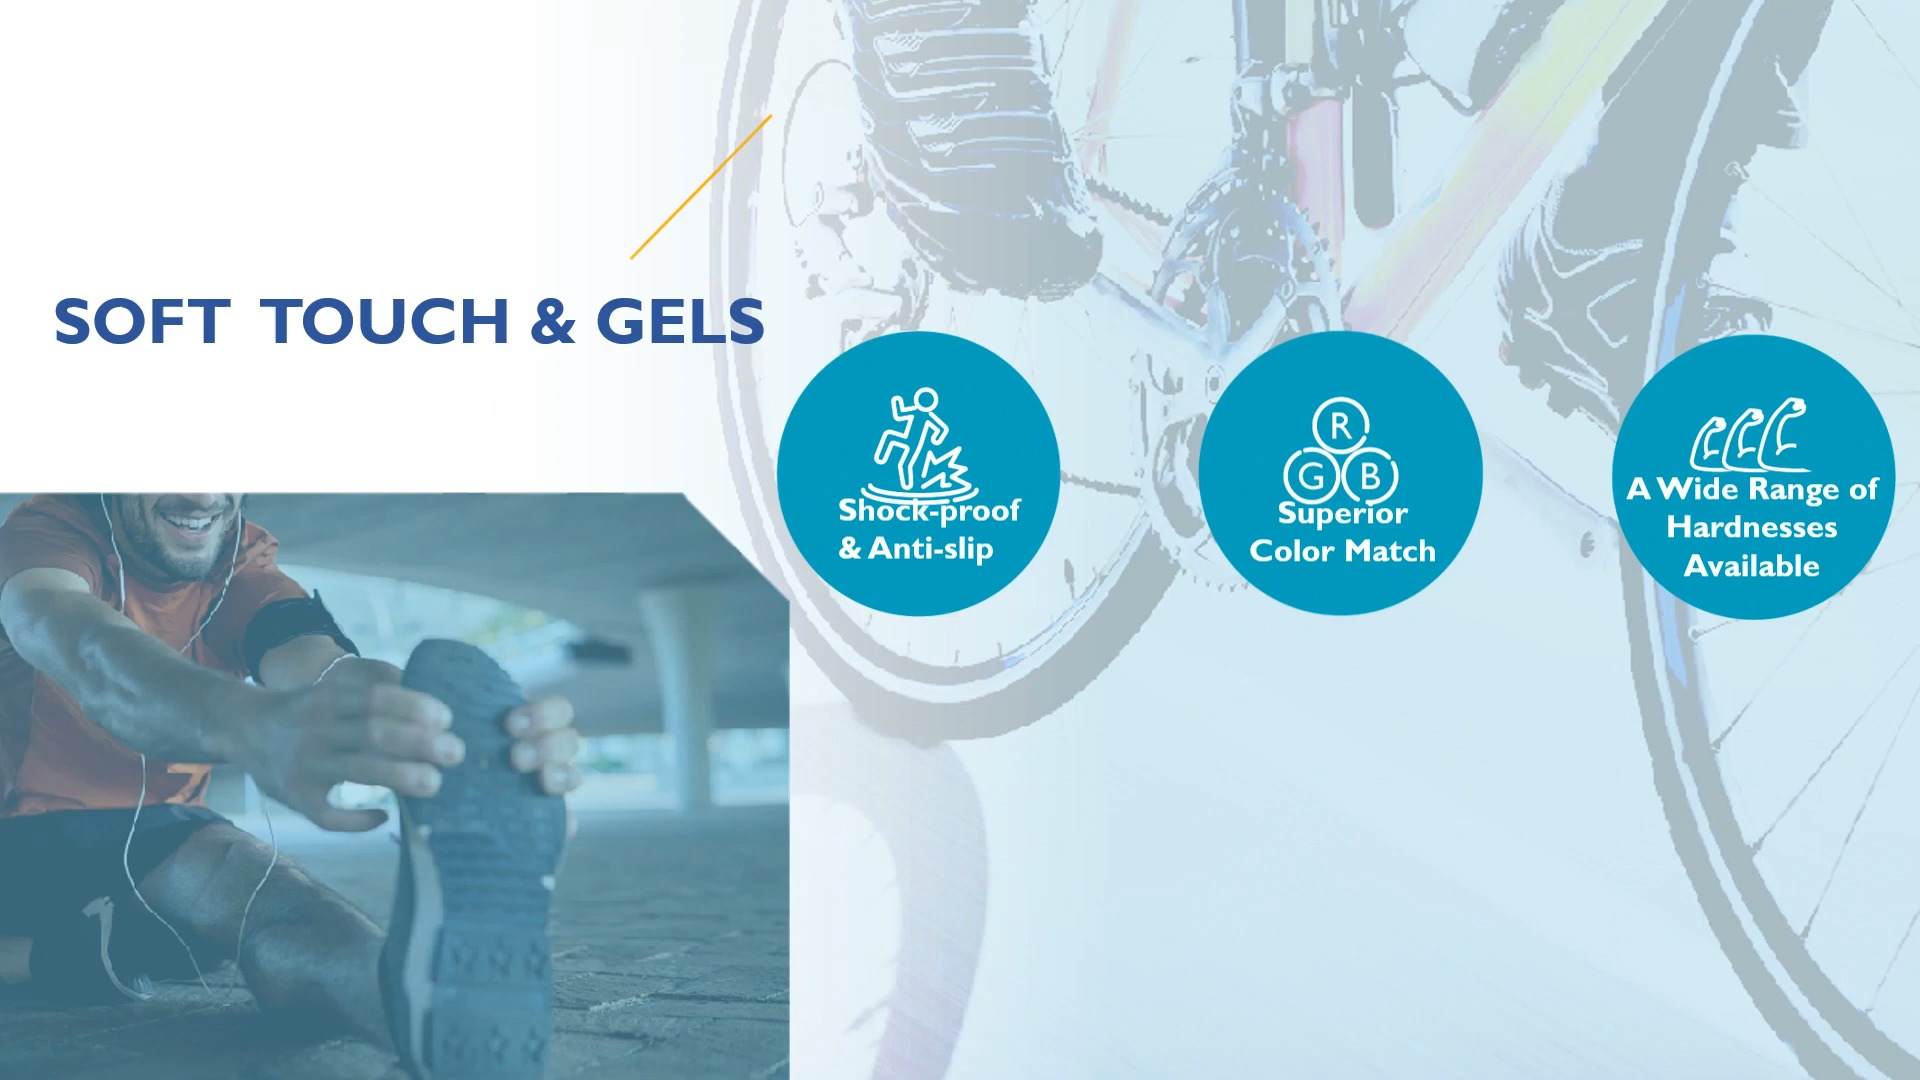 SOFT TOUCH & GELS
Shock-proof
& Anti-slip
R
G B
Superior
Color Match
A Wide Range of
Hardnesses
Available